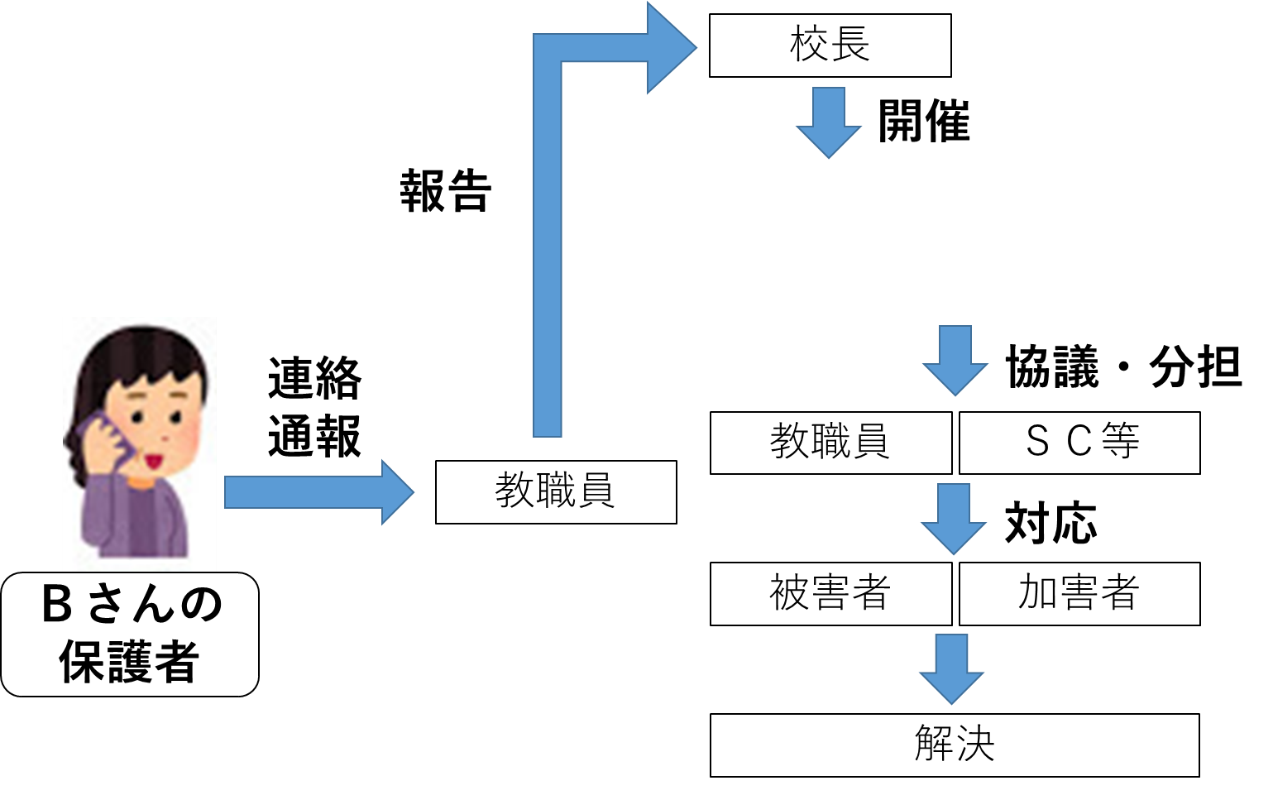 校長
開催
報告
連絡
通報
協議・分担
教職員
ＳＣ等
教職員
対応
被害者
加害者
Ｂさんの
保護者
解決